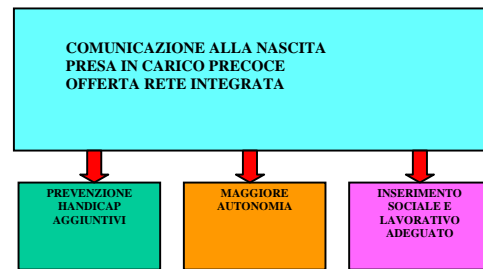 COMUNICAZIONE ALLA NASCITA
PRESA IN CARICO PRECOCE
OFFERTA RETE INTEGRATA
PREVENZIONE
HANDICAP
AGGIUNTIVI
MAGGIORE
AUTONOMIA
INSERIMENTO
SOCIALE E
LAVORATIVO
ADEGUATO